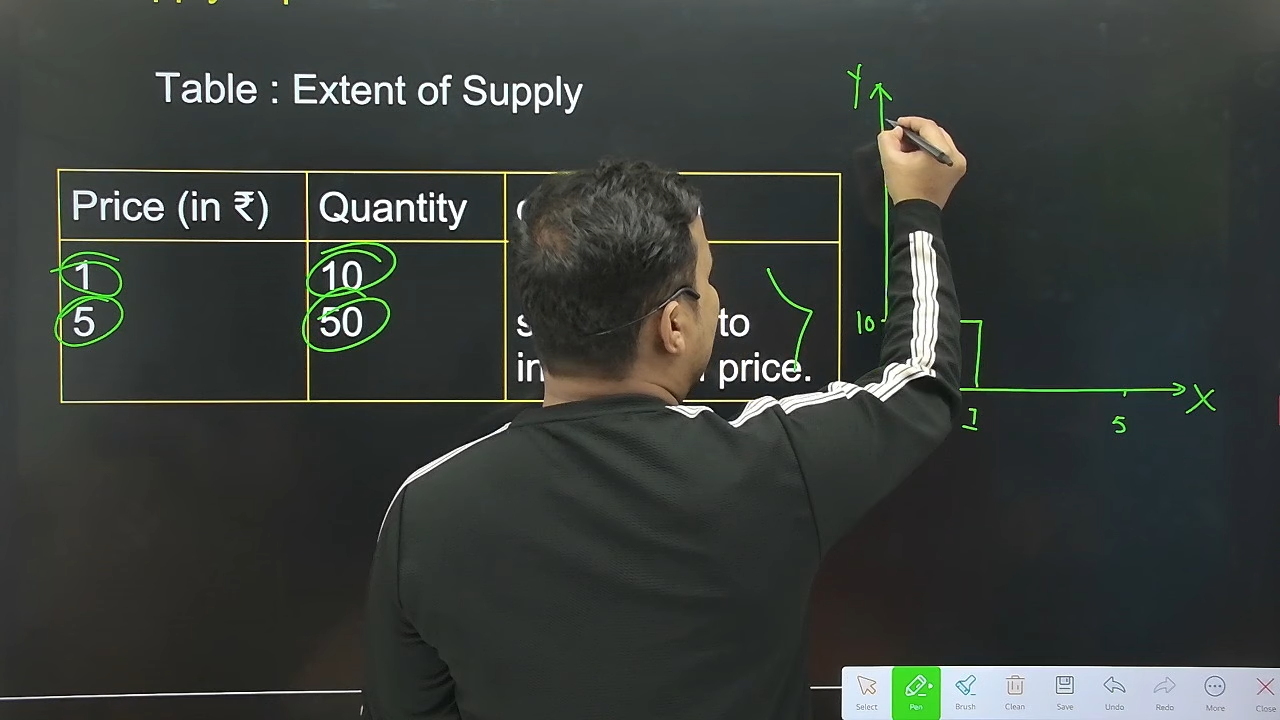 Table : Extent of Supply
Price (in ₹) Quantity
1 10
5 50 to
price.
Y
10
1 5
X
Select Pen Brush Clean Save Undo Redo More Close